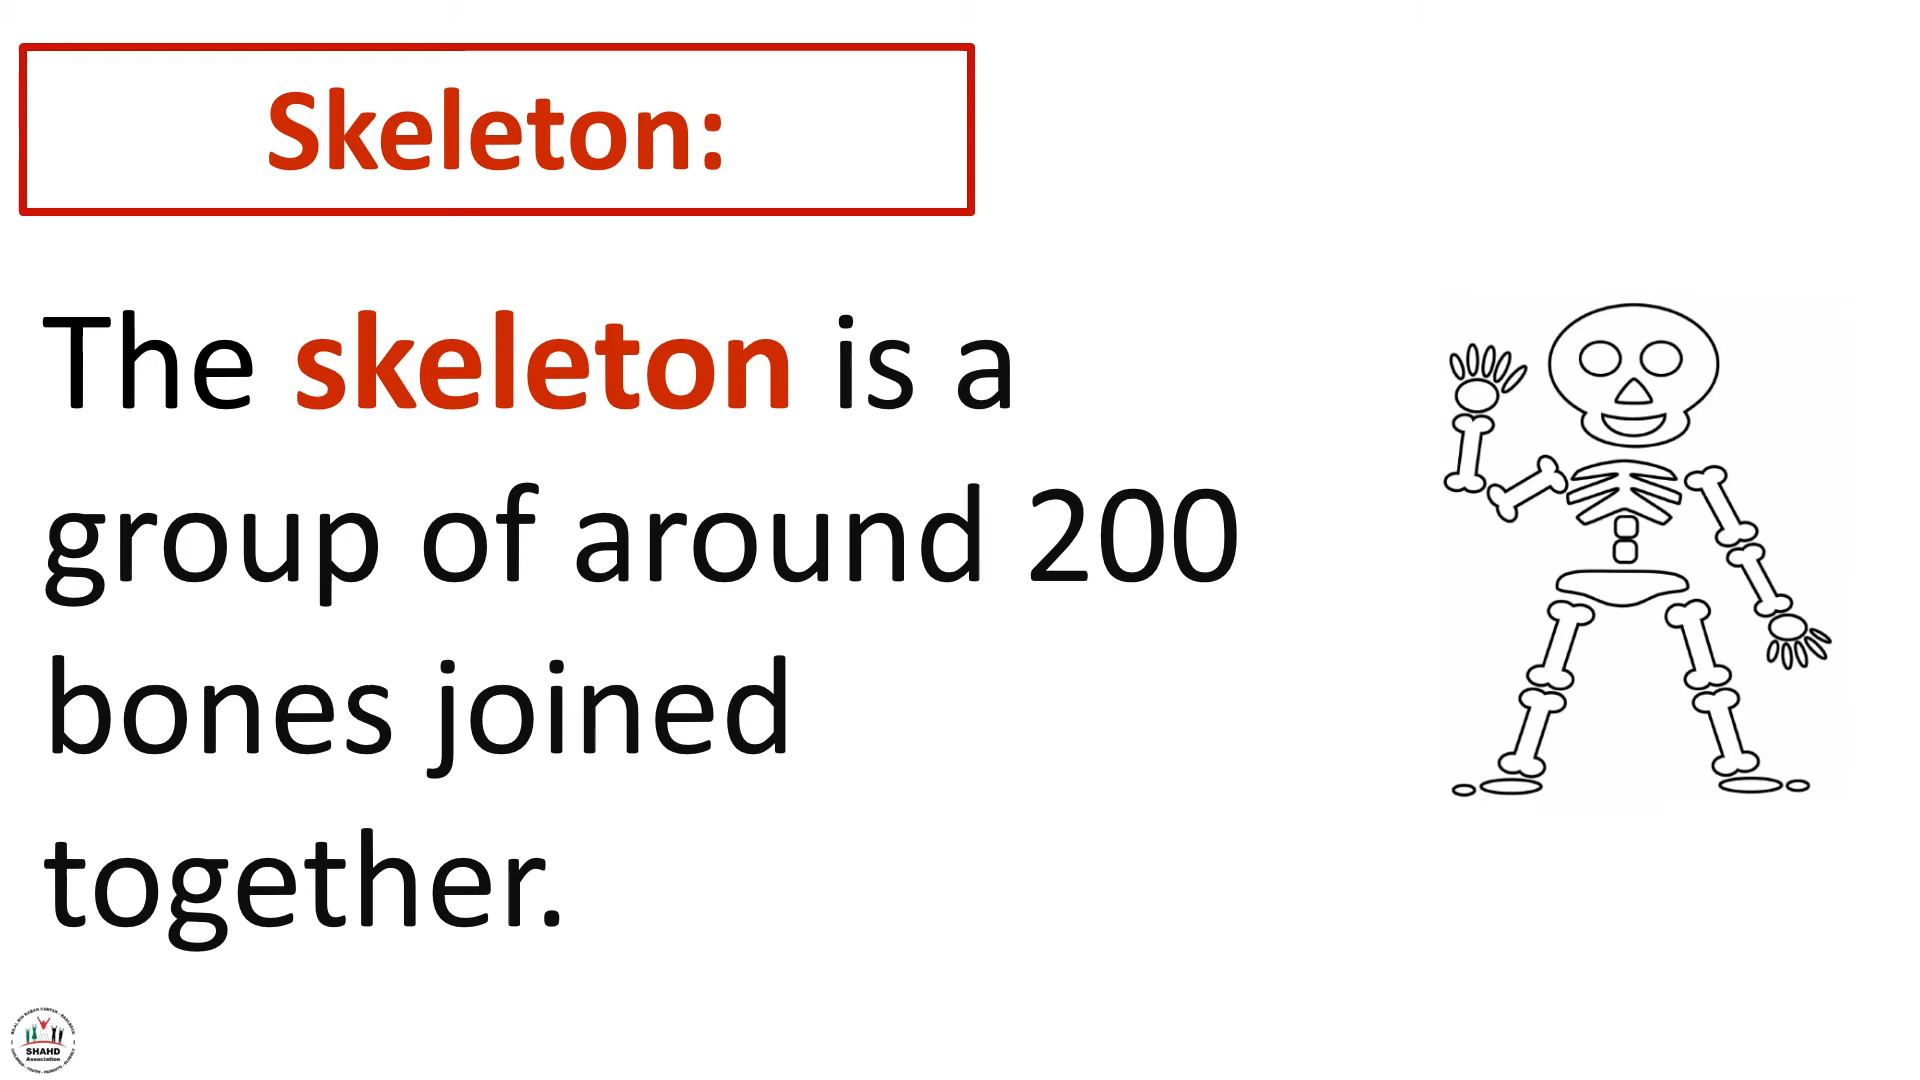 Skeleton:
The skeleton is a
group of around 200
bones joined
together.
SHAHD
Association